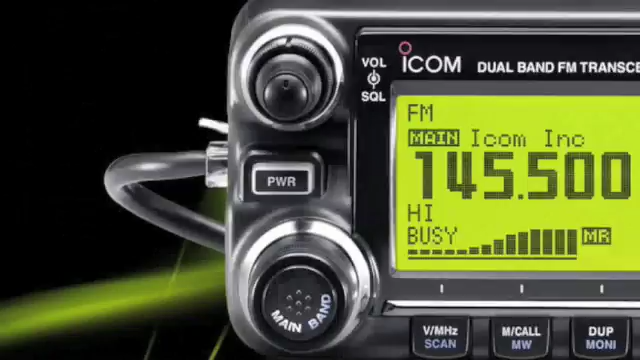 VOL
SQL
ICOM
DUAL BAND FM TRANSCE
FM
MAIN Icom Inc
145.500
HI
BUSY MR
PWR
MAIN BAND
V/MHz
SCAN
M/CALL
MW
DUP
MONI